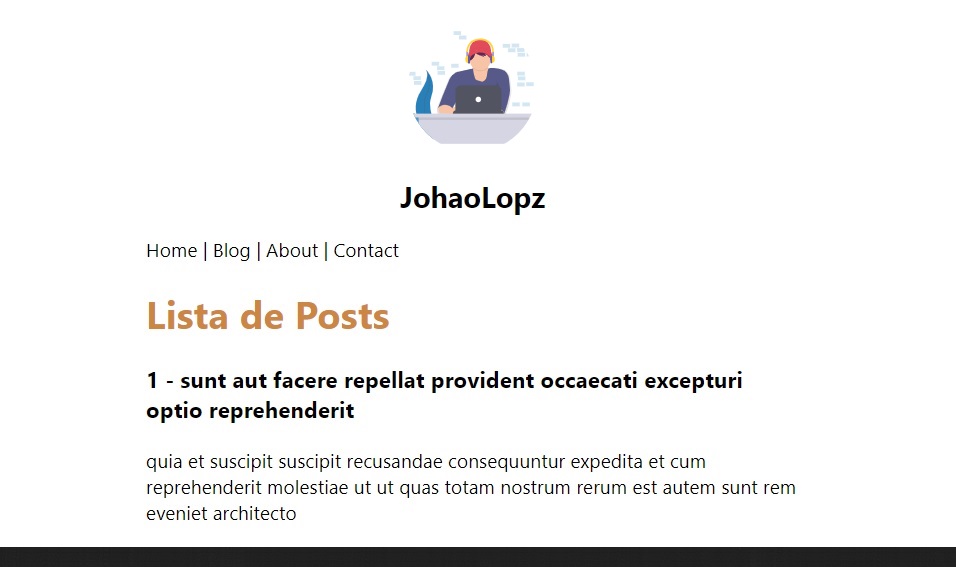 JohaoLopz
Home | Blog | About | Contact
Lista de Posts
1 - sunt aut facere repellat provident occaecati excepturi
optio reprehenderit
quia et suscipit suscipit recusandae consequuntur expedita et cum
reprehenderit molestiae ut ut quas totam nostrum rerum est autem sunt rem
eveniet architecto